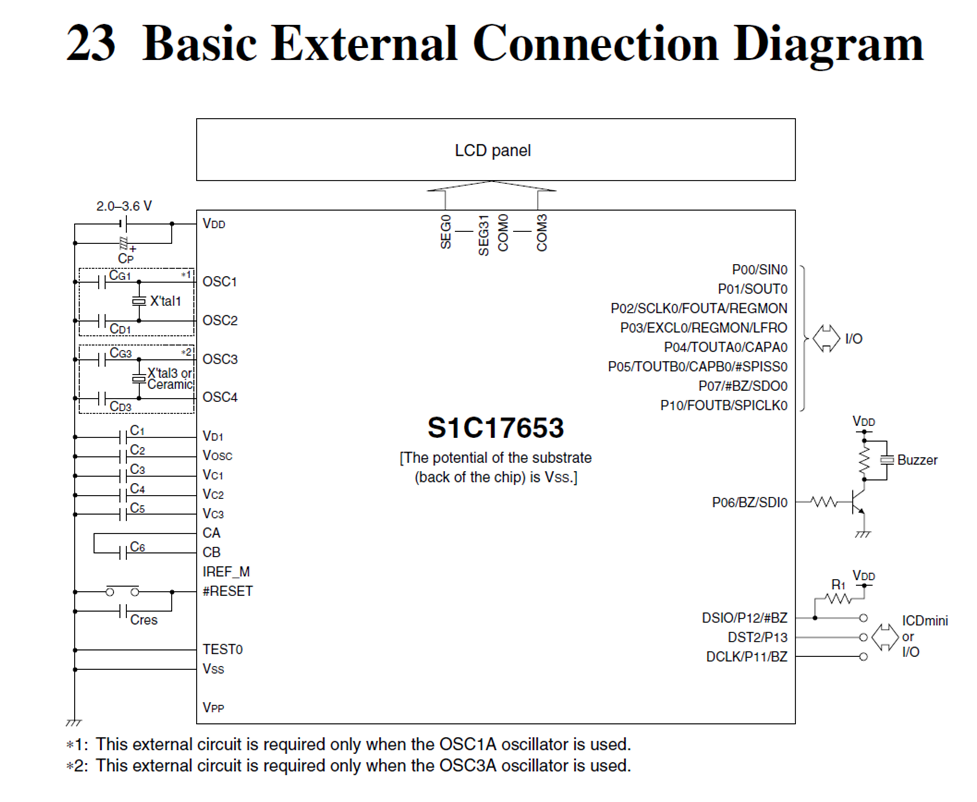 23 Basic External Connection Diagram
LCD panel
2.0–3.6 V
VDD
SEG0
SEG31
COM0
COM3
+
CP
CG1
*1
OSC1
X'tal1
CD1
OSC2
CG3
*2
OSC3
X'tal3 or
Ceramic
CD3
OSC4
C1
VD1
C2
VOSC
C3
VC1
C4
VC2
C5
VC3
CA
C6
CB
IREF_M
#RESET
Cres
TEST0
VSS
VPP
S1C17653
[The potential of the substrate
(back of the chip) is VSS.]
P00/SIN0
P01/SOUT0
P02/SCLK0/FOUTA/REGMON
P03/EXCL0/REGMON/LFRO
P04/TOUTA0/CAPA0
P05/TOUTB0/CAPB0/#SPISS0
P07/#BZ/SDO0
P10/FOUTB/SPICLK0
I/O
VDD
Buzzer
P06/BZ/SDI0
VDD
R1
DSIO/P12/#BZ
DST2/P13
DCLK/P11/BZ
ICDmini
or
I/O
*1: This external circuit is required only when the OSC1A oscillator is used.
*2: This external circuit is required only when the OSC3A oscillator is used.